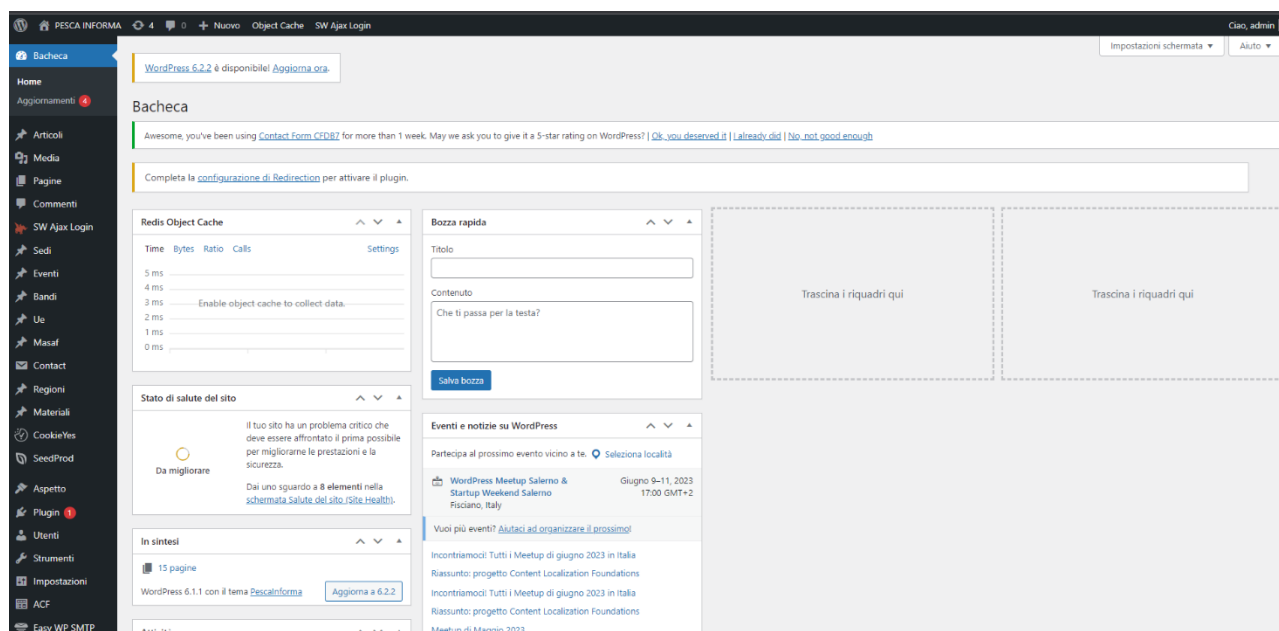 PESCA INFORMA 4 0 + Nuovo Object Cache SW Ajax Login Ciao, admin
Impostazioni schermata Aiuto
Bacheca
Home
Aggiornamenti 4
Articoli
Media
Pagine
Commenti
SW Ajax Login
Sedi
Eventi
Bandi
Ue
Masaf
Contact
Regioni
Materiali
CookieYes
SeedProd
Aspetto
Plugin 1
Utenti
Strumenti
Impostazioni
ACF
Easy WP SMTP
WordPress 6.2.2 è disponibile! Aggiorna ora.
Bacheca
Awesome, you've been using Contact Form CFDB7 for more than 1 week. May we ask you to give it a 5-star rating on WordPress? | Ok, you deserved it | I already did | No, not good enough
Completa la configurazione di Redirection per attivare il plugin.
Redis Object Cache
Time Bytes Ratio Calls Settings
5 ms
4 ms
3 ms Enable object cache to collect data.
2 ms
1 ms
0 ms
Stato di salute del sito
Da migliorare
Il tuo sito ha un problema critico che
deve essere affrontato il prima possibile
per migliorarne le prestazioni e la
sicurezza.
Dai uno sguardo a 8 elementi nella
schermata Salute del sito (Site Health).
In sintesi
15 pagine
WordPress 6.1.1 con il tema PescaInforma Aggiorna a 6.2.2
Bozza rapida
Titolo
Contenuto
Che ti passa per la testa?
Salva bozza
Eventi e notizie su WordPress
Partecipa al prossimo evento vicino a te. Seleziona località
WordPress Meetup Salerno & Giugno 9–11, 2023
Startup Weekend Salerno 17:00 GMT+2
Fisciano, Italy
Vuoi più eventi? Aiutaci ad organizzare il prossimo!
Incontriamoci! Tutti i Meetup di giugno 2023 in Italia
Riassunto: progetto Content Localization Foundations
Incontriamoci! Tutti i Meetup di giugno 2023 in Italia
Riassunto: progetto Content Localization Foundations
Meetup di Maggio 2023
Trascina i riquadri qui
Trascina i riquadri qui